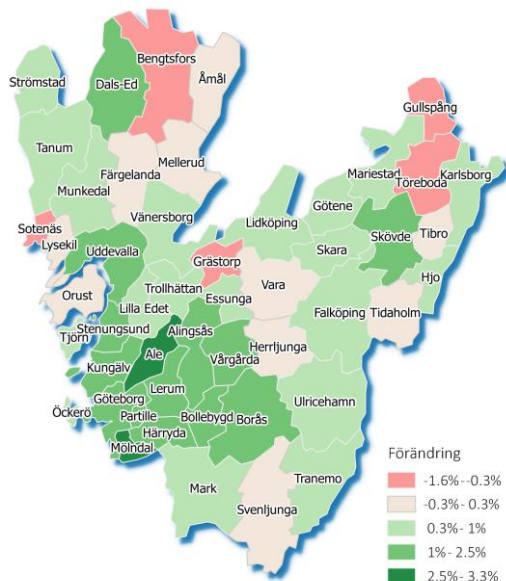 Bengtsfors
Strömstad
Dals-Ed
Åmål
Gullspång
Tanum
Mellerud
Färgelanda
Mariestad
Karlsborg
Töreboda
Munkedal
Götene
Vänersborg
Lidköping
Sotenäs
Lysekil
Skövde
Tibro
Uddevalla
Skara
Grästorp
Hjo
Trollhättan
Vara
Orust
Essunga
Lilla Edet
Falköping
Tidaholm
Stenungsund
Tjörn
Alingsås
Herrljunga
Ale
Vårgårda
Kungälv
Lerum
Göteborg
Ulricehamn
Öckerö
Partille
Bollebygd
Borås
Härryda
Mölndal
Mark
Tranemo
Svenljunga
Förändring
-1.6%--0.3%
-0.3%- 0.3%
0.3%- 1%
1%- 2.5%
2.5%- 3.3%